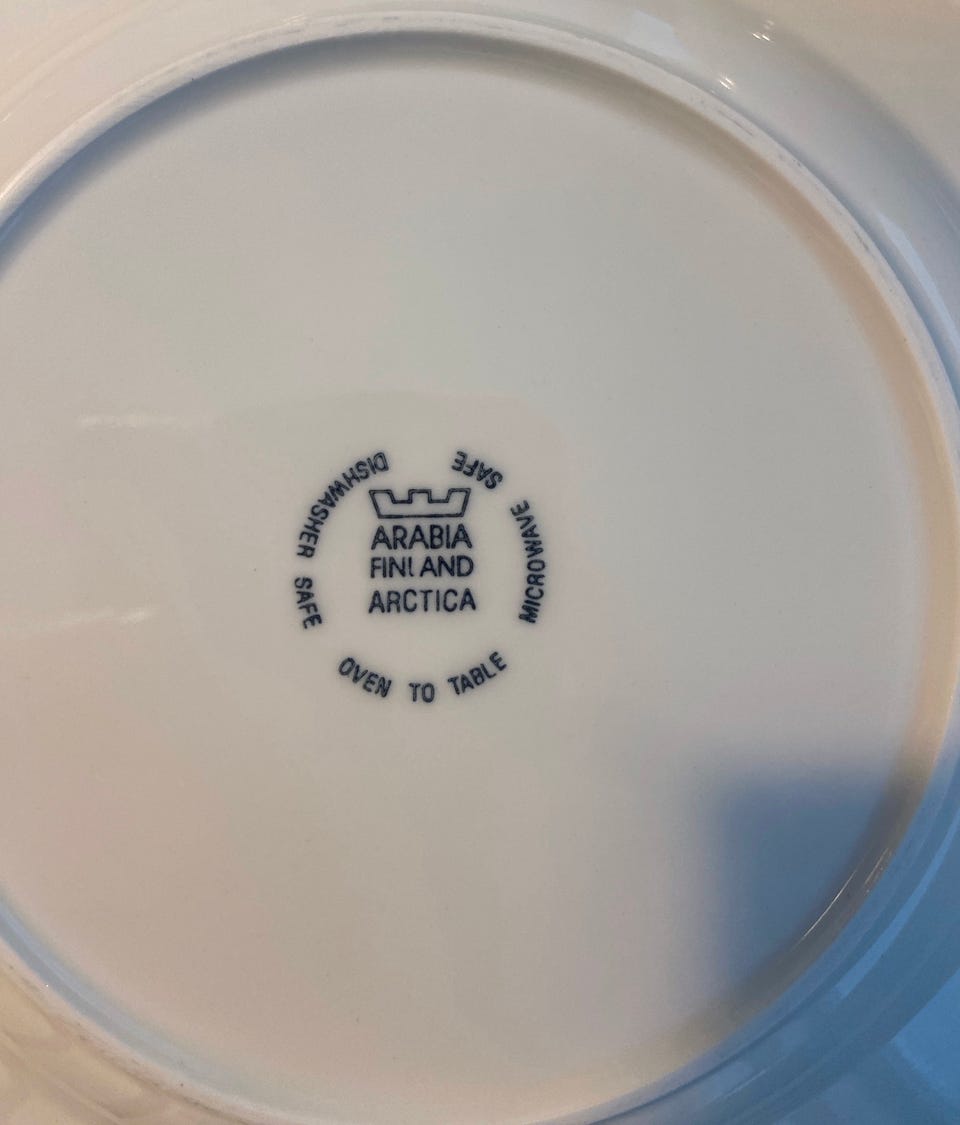 ARABIA
FINLAND
ARCTICA
DISHWASHER SAFE
OVEN TO TABLE
MICROWAVE SAFE